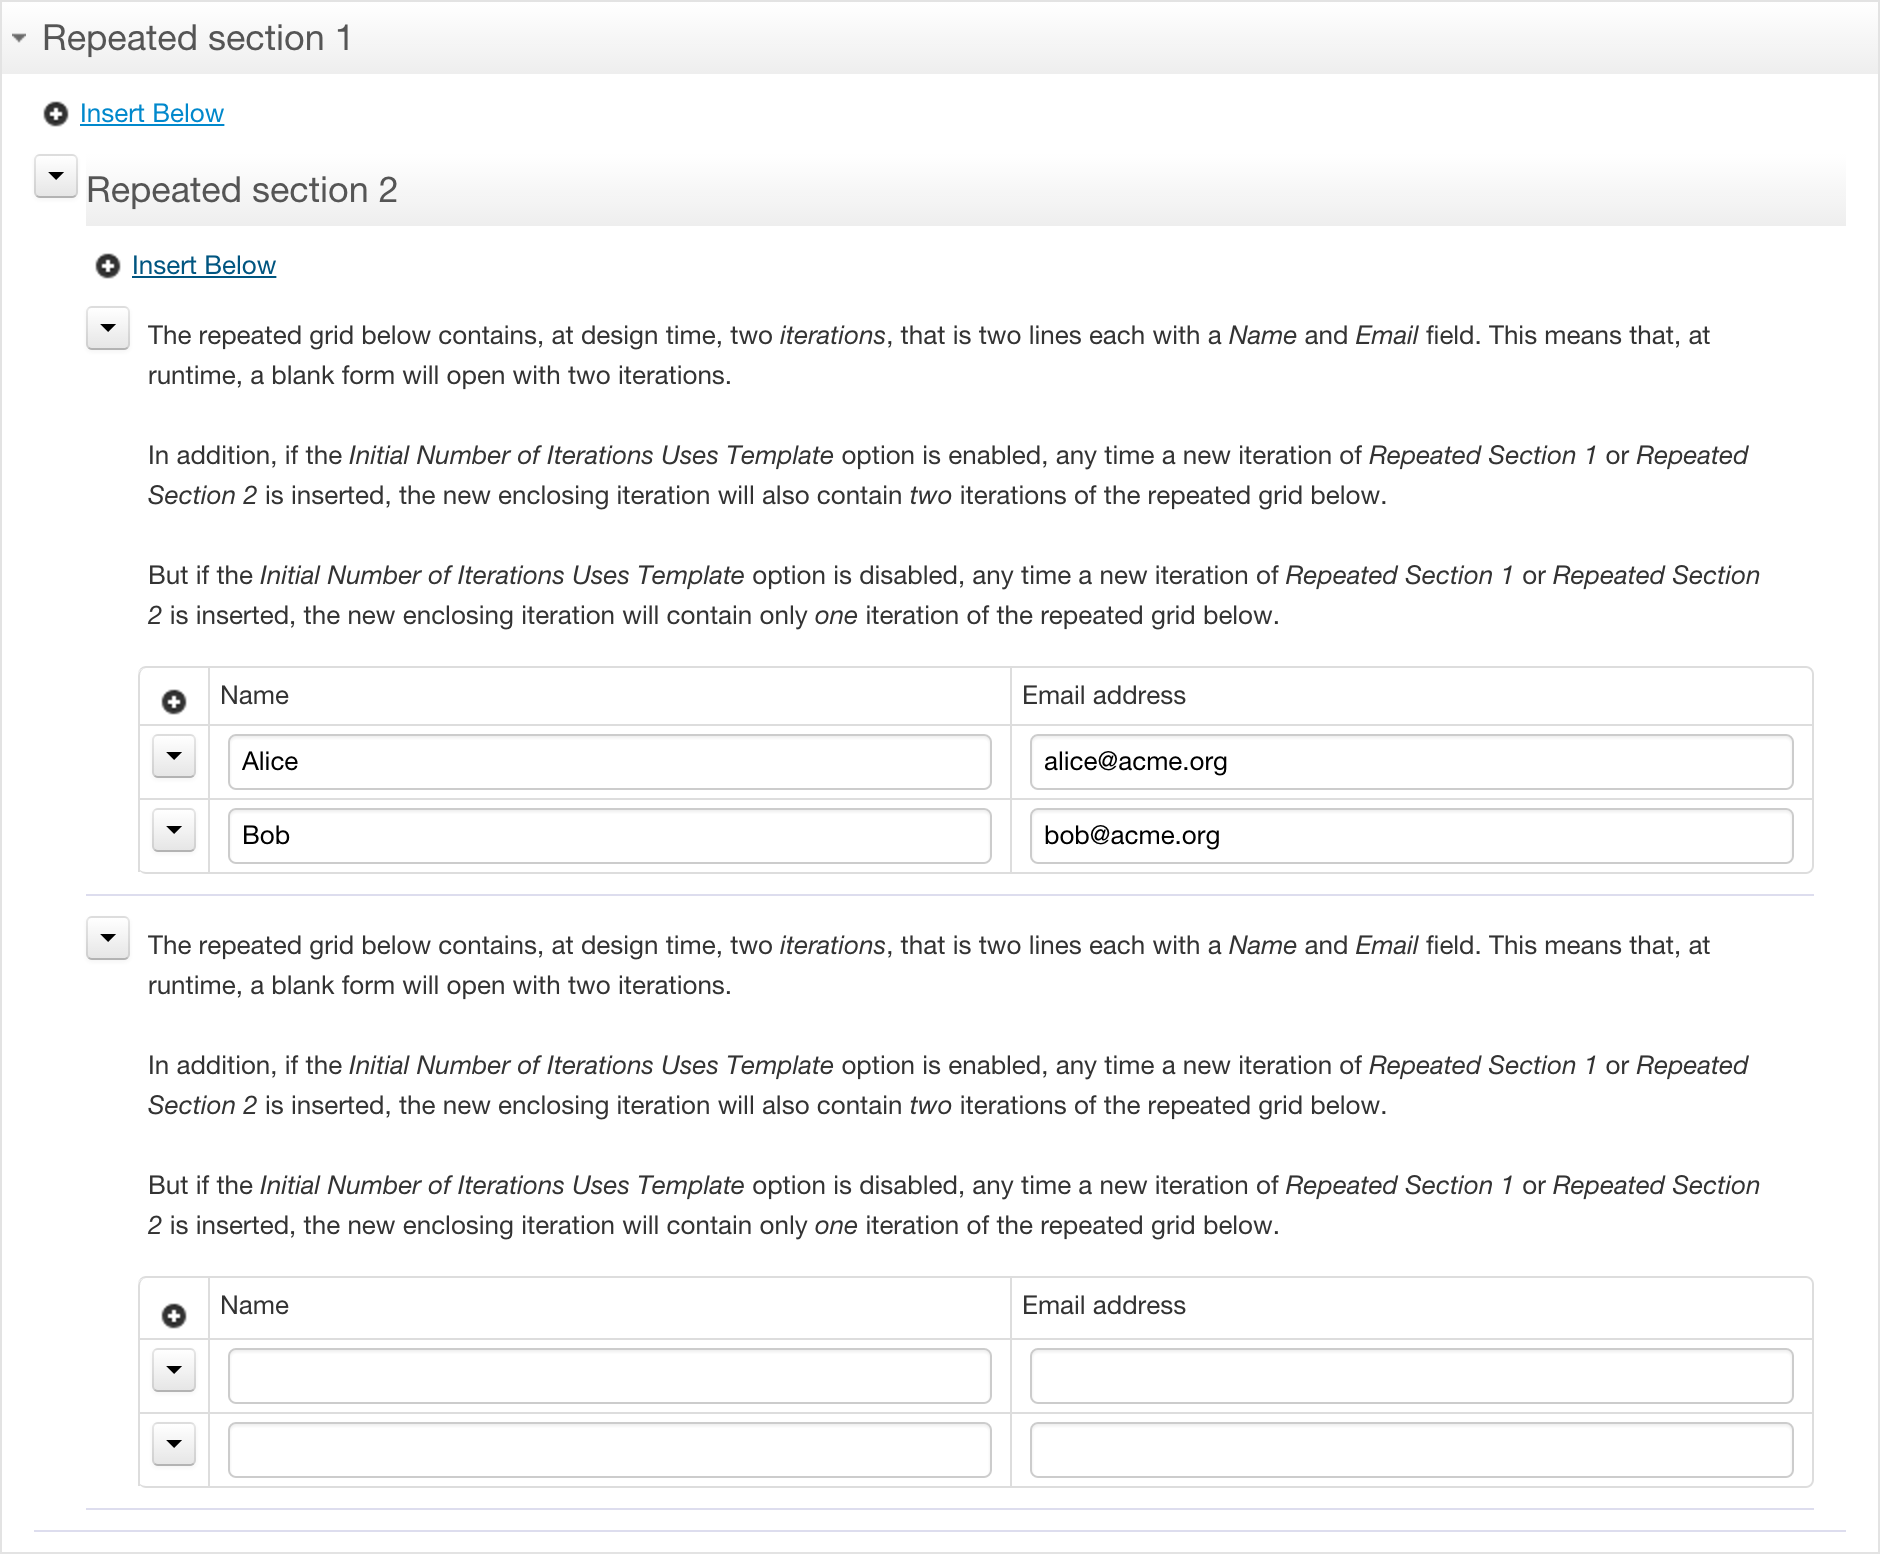 Repeated section 1
Insert Below
Repeated section 2
Insert Below
The repeated grid below contains, at design time, two iterations, that is two lines each with a Name and Email field. This means that, at
runtime, a blank form will open with two iterations.
In addition, if the Initial Number of Iterations Uses Template option is enabled, any time a new iteration of Repeated Section 1 or Repeated
Section 2 is inserted, the new enclosing iteration will also contain two iterations of the repeated grid below.
But if the Initial Number of Iterations Uses Template option is disabled, any time a new iteration of Repeated Section 1 or Repeated Section
2 is inserted, the new enclosing iteration will contain only one iteration of the repeated grid below.
Name Email address
Alice alice@acme.org
Bob bob@acme.org
The repeated grid below contains, at design time, two iterations, that is two lines each with a Name and Email field. This means that, at
runtime, a blank form will open with two iterations.
In addition, if the Initial Number of Iterations Uses Template option is enabled, any time a new iteration of Repeated Section 1 or Repeated
Section 2 is inserted, the new enclosing iteration will also contain two iterations of the repeated grid below.
But if the Initial Number of Iterations Uses Template option is disabled, any time a new iteration of Repeated Section 1 or Repeated Section
2 is inserted, the new enclosing iteration will contain only one iteration of the repeated grid below.
Name Email address